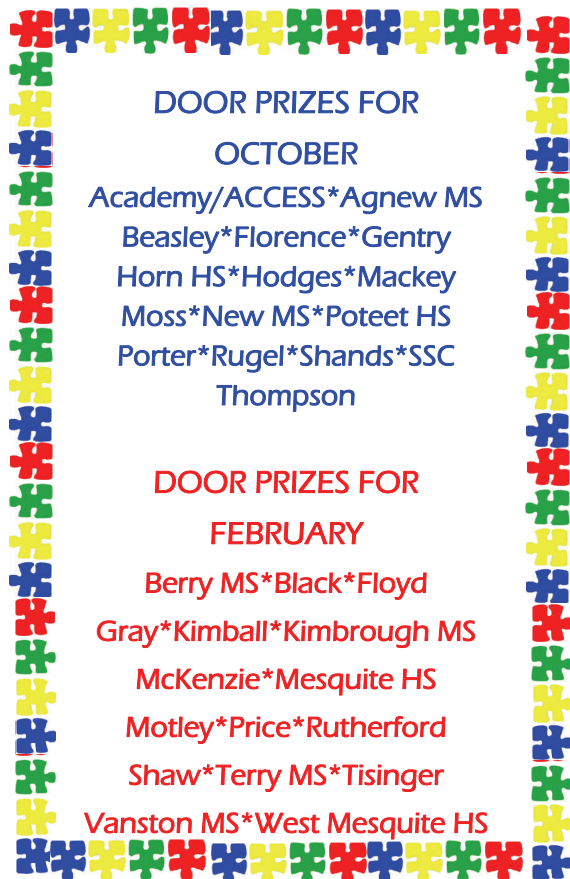 DOOR PRIZES FOR
OCTOBER
Academy/ACCESS*Agnew MS
Beasley*Florence*Gentry
Horn HS*Hodges*Mackey
Moss*New MS*Poteet HS
Porter*Rugel*Shands*SSC
Thompson
DOOR PRIZES FOR
FEBRUARY
Berry MS*Black*Floyd
Gray*Kimball*Kimbrough MS
McKenzie*Mesquite HS
Motley*Price*Rutherford
Shaw*Terry MS*Tisinger
Vanston MS*West Mesquite HS